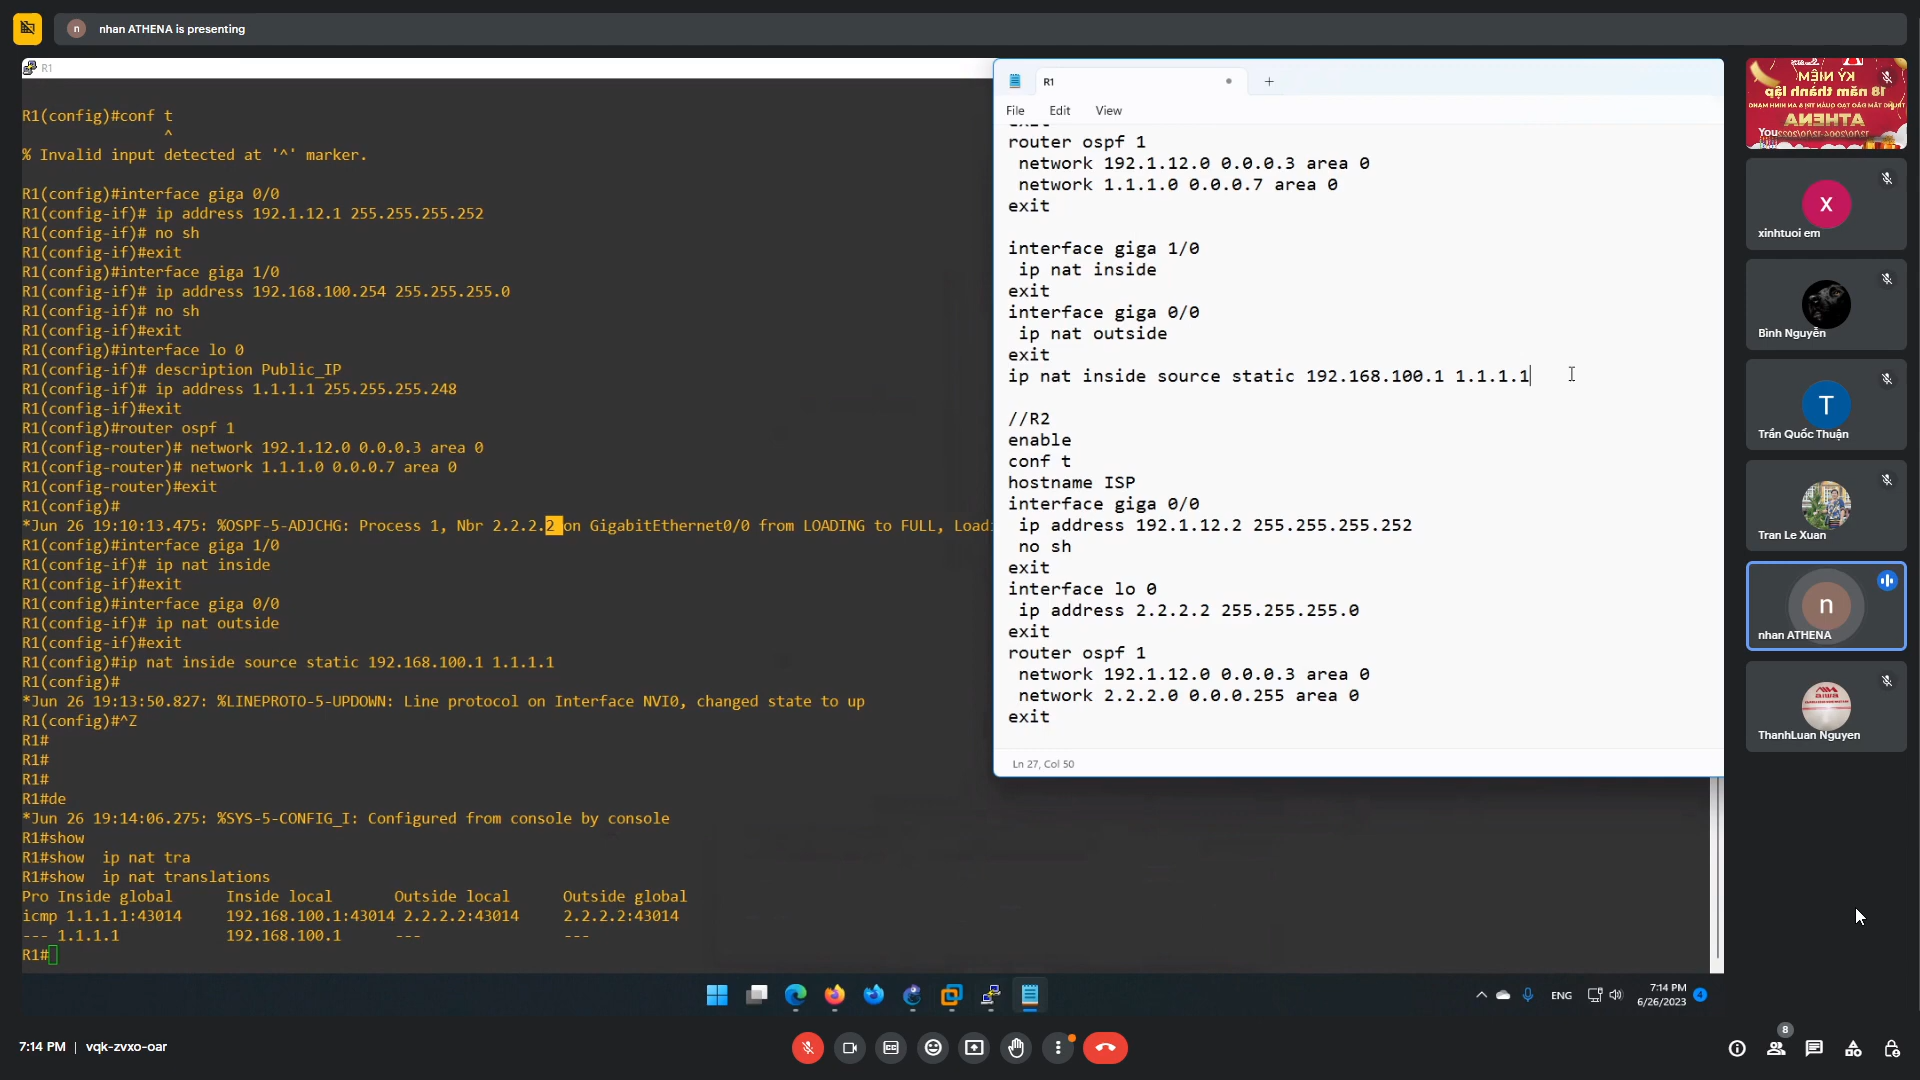 nhan ATHENA is presenting
R1
R1(config)#conf t
^
% Invalid input detected at '^' marker.
R1(config)#interface giga 0/0
R1(config-if)# ip address 192.1.12.1 255.255.255.252
R1(config-if)# no sh
R1(config-if)#exit
R1(config)#interface giga 1/0
R1(config-if)# ip address 192.168.100.254 255.255.255.0
R1(config-if)# no sh
R1(config-if)#exit
R1(config)#interface lo 0
R1(config-if)# description Public_IP
R1(config-if)# ip address 1.1.1.1 255.255.255.248
R1(config-if)#exit
R1(config)#router ospf 1
R1(config-router)# network 192.1.12.0 0.0.0.3 area 0
R1(config-router)# network 1.1.1.0 0.0.0.7 area 0
R1(config-router)#exit
R1(config)#
*Jun 26 19:10:13.475: %OSPF-5-ADJCHG: Process 1, Nbr 2.2.2.2 on GigabitEthernet0/0 from LOADING to FULL, Load
R1(config)#interface giga 1/0
R1(config-if)# ip nat inside
R1(config-if)#exit
R1(config)#interface giga 0/0
R1(config-if)# ip nat outside
R1(config-if)#exit
R1(config)#ip nat inside source static 192.168.100.1 1.1.1.1
R1(config)#
*Jun 26 19:13:50.827: %LINEPROTO-5-UPDOWN: Line protocol on Interface NVI0, changed state to up
R1(config)#^Z
R1#
R1#
R1#
R1#de
*Jun 26 19:14:06.275: %SYS-5-CONFIG_I: Configured from console by console
R1#show
R1#show  ip nat tra
R1#show  ip nat translations
Pro Inside global      Inside local       Outside local      Outside global
icmp 1.1.1.1:43014     192.168.100.1:43014 2.2.2.2:43014     2.2.2.2:43014
--- 1.1.1.1            192.168.100.1      ---                ---
R1#
R1
File Edit View
router ospf 1
network 192.1.12.0 0.0.0.3 area 0
network 1.1.1.0 0.0.0.7 area 0
exit
interface giga 1/0
ip nat inside
exit
interface giga 0/0
ip nat outside
exit
ip nat inside source static 192.168.100.1 1.1.1.1
//R2
enable
conf t
hostname ISP
interface giga 0/0
ip address 192.1.12.2 255.255.255.252
no sh
exit
interface lo 0
ip address 2.2.2.2 255.255.255.0
exit
router ospf 1
network 192.1.12.0 0.0.0.3 area 0
network 2.2.2.0 0.0.0.255 area 0
exit
Ln 27, Col 50
KỶ NIỆM
18 năm thành lập
ATHENA
You
X
xinhtuoi em
Bình Nguyễn
T
Trần Quốc Thuận
Tran Le Xuan
n
nhan ATHENA
aiwa
ThanhLuan Nguyen
ENG
7:14 PM
6/26/2023
4
7:14 PM | vqk-zvxo-oar
8